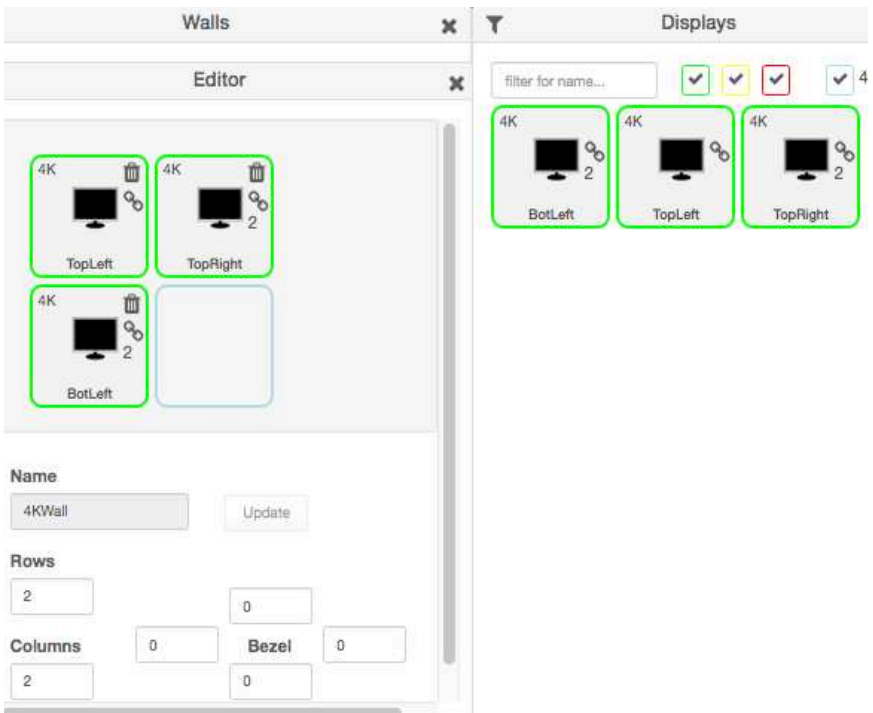 Walls
Displays
Editor
filter for name...
4
4K
4K
4K
2
2
BotLeft
TopLeft
TopRight
4K
4K
2
TopLeft
TopRight
4K
2
BotLeft
Name
4KWall
Update
Rows
2
0
Columns
0
Bezel
0
2
0